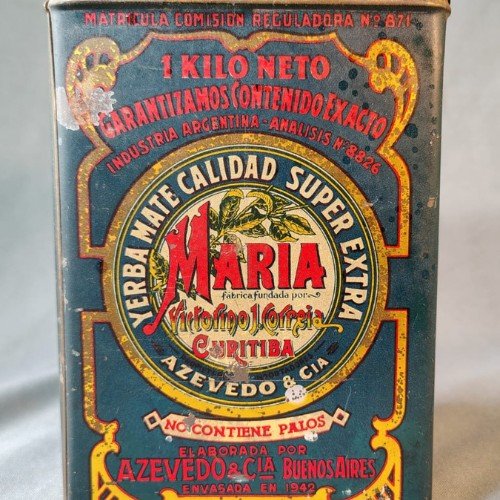 MATRICULA COMISIÓN REGULADORA Nº 871
1 KILO NETO
GARANTIZAMOS CONTENIDO EXACTO
INDUSTRIA ARGENTINA - ANALISIS Nº 8826
YERBA MATE CALIDAD SUPER EXTRA
MARIA
fabrica fundada por
Victorino J. Correia
CURITIBA
AZEVEDO & CIA
NO CONTIENE PALOS
ELABORADA POR
AZEVEDO & CIA BUENOS AIRES
ENVASADA EN 1942